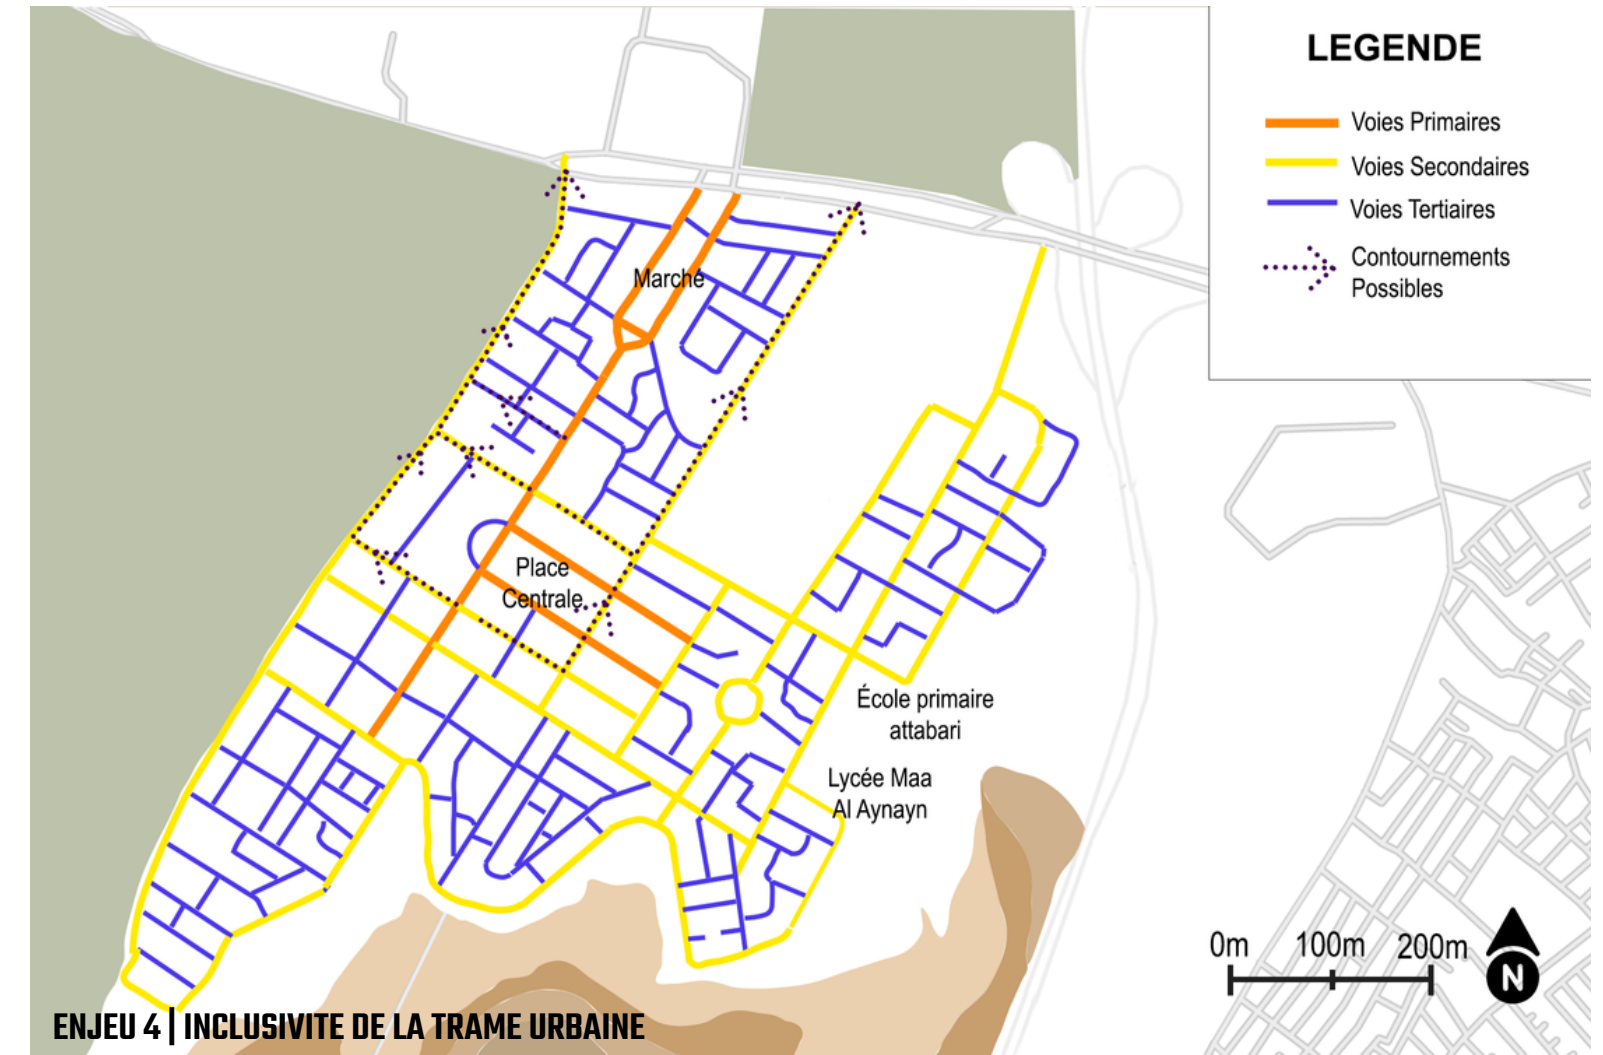 LEGENDE
Voies Primaires
Voies Secondaires
Voies Tertiaires
Contournements
Possibles
Marché
Place
Centrale
École primaire
attabari
Lycée Maa
Al Aynayn
0m 100m 200m
N
ENJEU 4 | INCLUSIVITE DE LA TRAME URBAINE